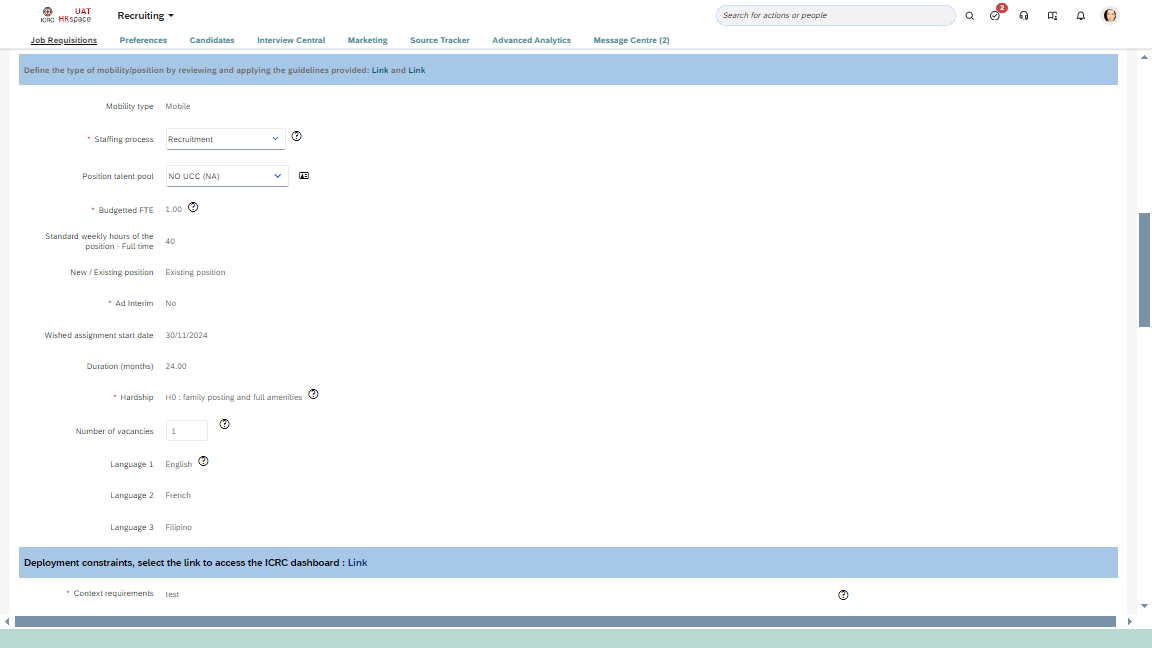 ICRC
UAT
HRspace
Recruiting
Search for actions or people
2
Job Requisitions Preferences Candidates Interview Central Marketing Source Tracker Advanced Analytics Message Centre (2)
Define the type of mobility/position by reviewing and applying the guidelines provided: Link and Link
Mobility type Mobile
* Staffing process Recruitment
Position talent pool NO UCC (NA)
* Budgetted FTE 1.00
Standard weekly hours of the
position - Full time 40
New / Existing position Existing position
* Ad Interim No
Wished assignment start date 30/11/2024
Duration (months) 24.00
* Hardship H0 : family posting and full amenities
Number of vacancies 1
Language 1 English
Language 2 French
Language 3 Filipino
Deployment constraints, select the link to access the ICRC dashboard : Link
* Context requirements test